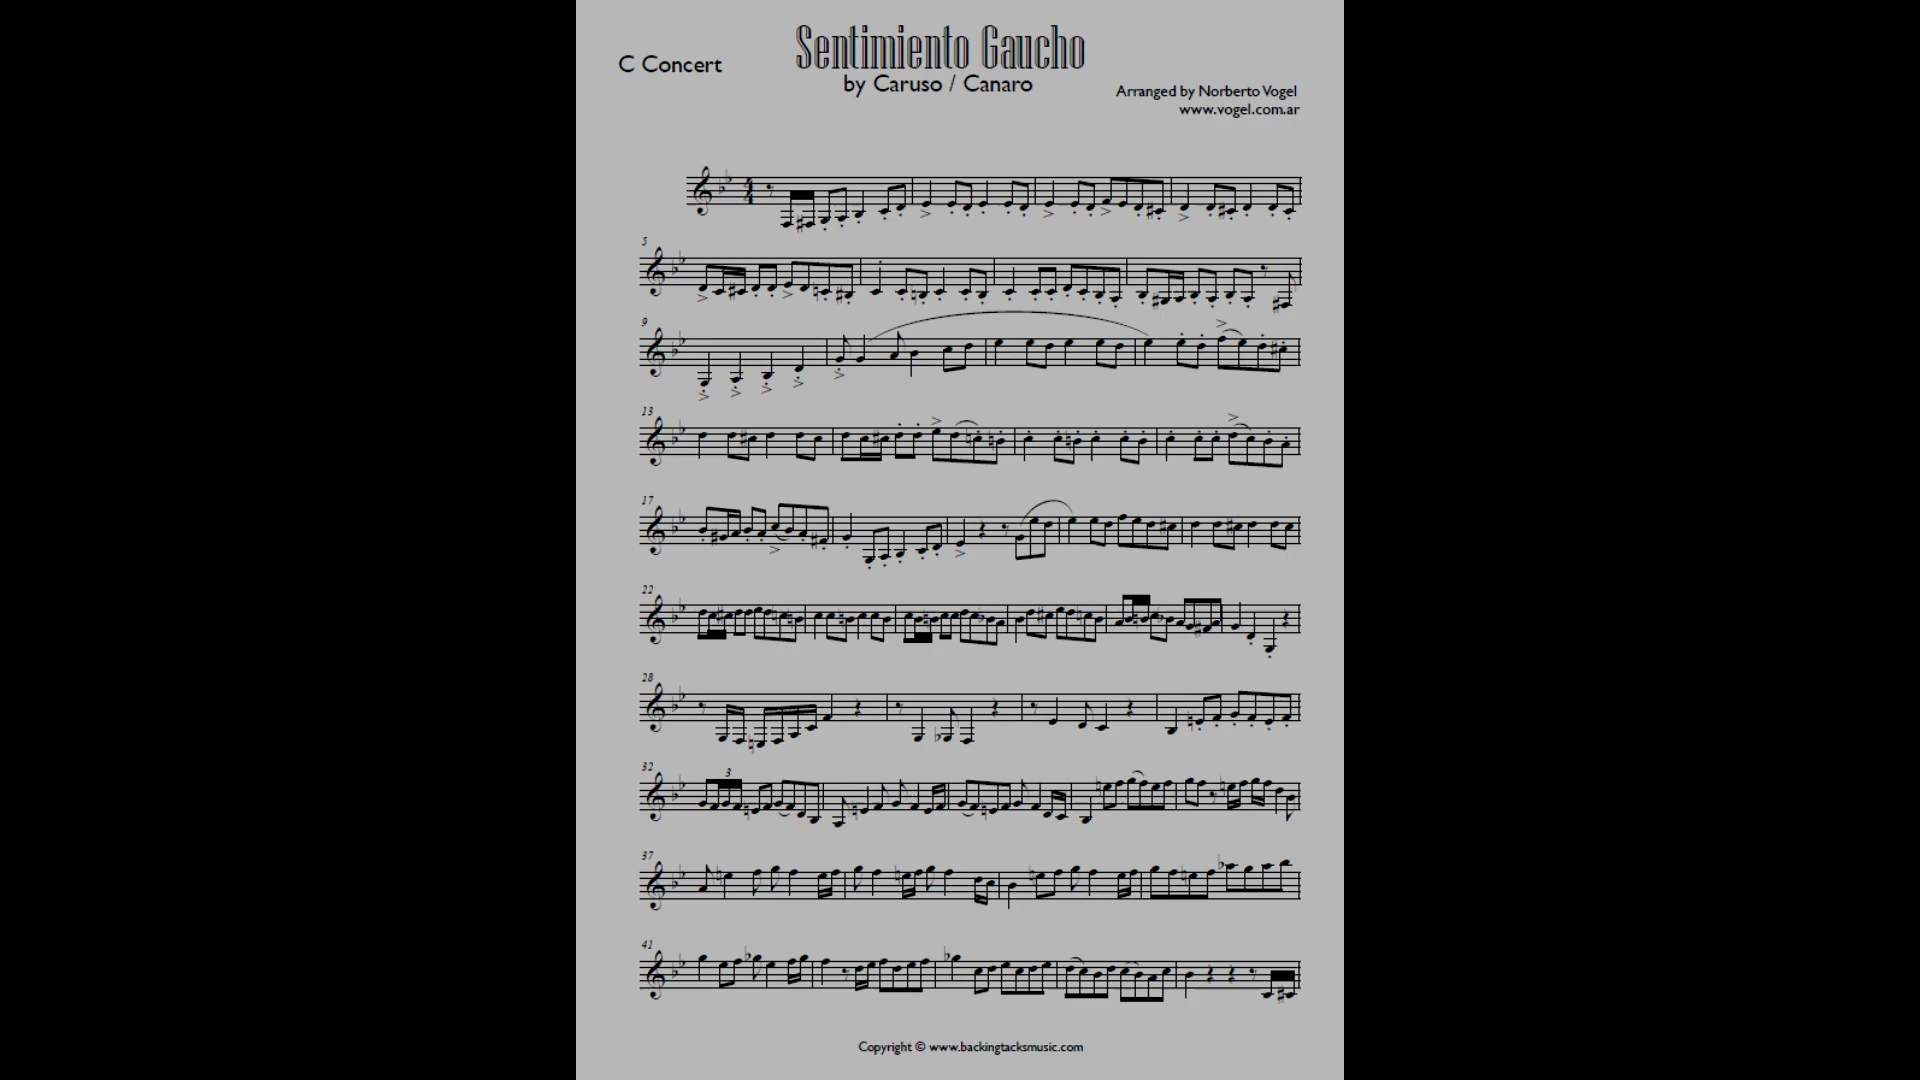 Sentimiento Gaucho
C Concert
by Caruso / Canaro
Arranged by Norberto Vogel
www.vogel.com.ar
5
9
13
17
22
28
32
3
37
41
Copyright © www.backingtacksmusic.com